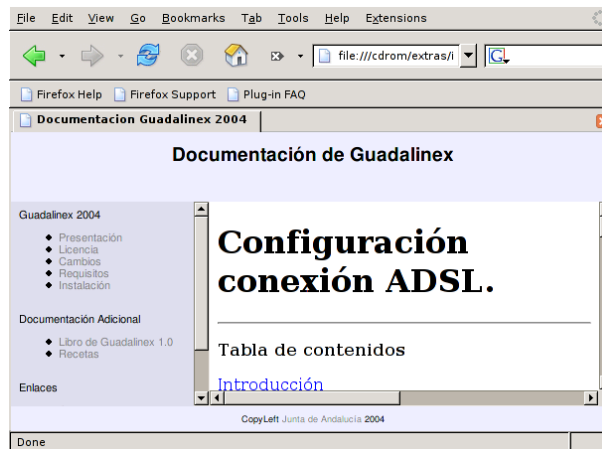 File Edit View Go Bookmarks Tab Tools Help Extensions
file:///cdrom/extras/i
G
Firefox Help Firefox Support Plug-in FAQ
Documentacion Guadalinex 2004
Documentación de Guadalinex
Guadalinex 2004
Presentación
Licencia
Cambios
Requisitos
Instalación
Documentación Adicional
Libro de Guadalinex 1.0
Recetas
Enlaces
Configuración
conexión ADSL.
Tabla de contenidos
Introducción
CopyLeft Junta de Andalucia 2004
Done